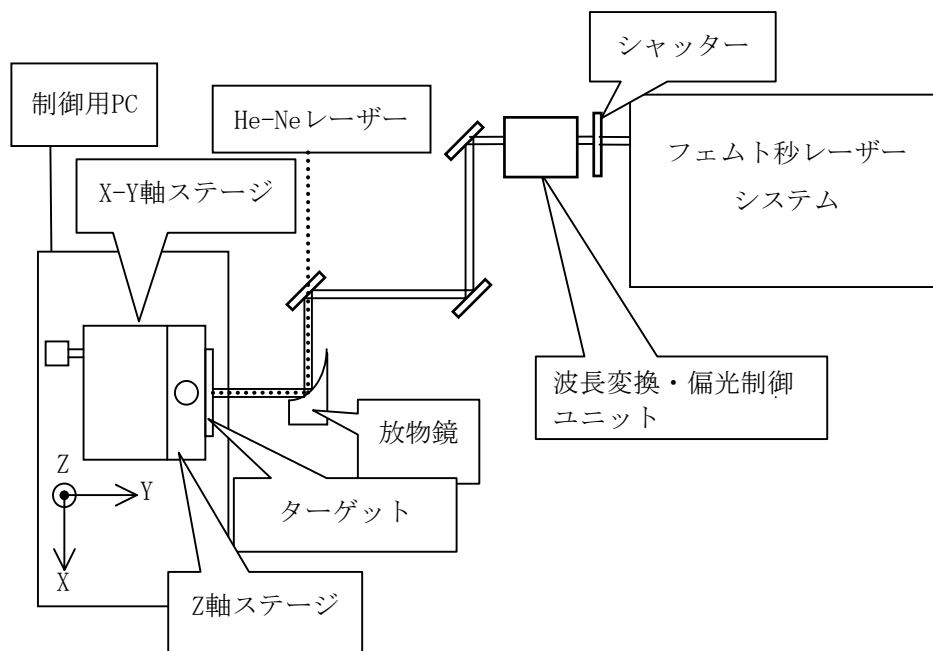 シャッター
制御用PC
He-Neレーザー
フェムト秒レーザー
システム
X-Y軸ステージ
波長変換・偏光制御
ユニット
放物鏡
Z
Y
ターゲット
X
Z軸ステージ